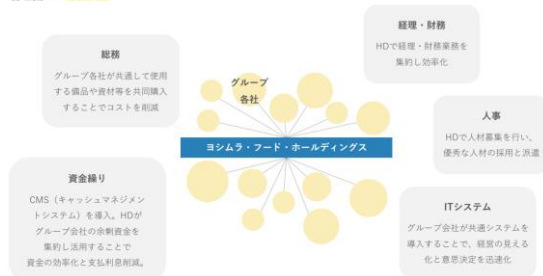 総務
グループ各社が共通して使用
する備品や資材等を共同購入
することでコストを削減
グループ
各社
経理・財務
HDで経理・財務業務を
集約し効率化
ヨシムラ・フード・ホールディングス
人事
HDで人材募集を行い、
優秀な人材の採用と派遣
資金繰り
CMS（キャッシュマネジメン
トシステム）を導入。HDが
グループ会社の余剰資金を
集約し活用することで
資金の効率化と支払利息削減。
ITシステム
グループ会社が共通システムを
導入することで、経営の見える
化と意思決定を迅速化